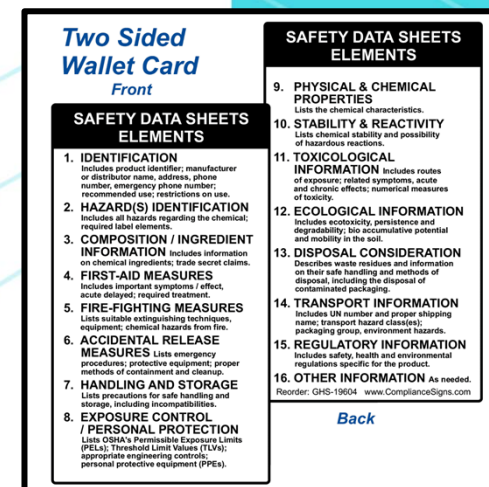 Two Sided
Wallet Card
Front
SAFETY DATA SHEETS
ELEMENTS
1. IDENTIFICATION
Includes product identifier; manufacturer
or distributor name, address, phone
number, emergency phone number;
recommended use; restrictions on use.
2. HAZARD(S) IDENTIFICATION
Includes all hazards regarding the chemical;
required label elements.
3. COMPOSITION / INGREDIENT
INFORMATION Includes information
on chemical ingredients; trade secret claims.
4. FIRST-AID MEASURES
Includes important symptoms / effect,
acute delayed; required treatment.
5. FIRE-FIGHTING MEASURES
Lists suitable extinguishing techniques,
equipment; chemical hazards from fire.
6. ACCIDENTAL RELEASE
MEASURES Lists emergency
procedures; protective equipment; proper
methods of containment and cleanup.
7. HANDLING AND STORAGE
Lists precautions for safe handling and
storage, including incompatibilities.
8. EXPOSURE CONTROL
/ PERSONAL PROTECTION
Lists OSHA's Permissible Exposure Limits
(PELs); Threshold Limit Values (TLVs);
appropriate engineering controls;
personal protective equipment (PPEs).
SAFETY DATA SHEETS
ELEMENTS
9. PHYSICAL & CHEMICAL
PROPERTIES
Lists the chemical characteristics.
10. STABILITY & REACTIVITY
Lists chemical stability and possibility
of hazardous reactions.
11. TOXICOLOGICAL
INFORMATION Includes routes
of exposure; related symptoms, acute
and chronic effects; numerical measures
of toxicity.
12. ECOLOGICAL INFORMATION
Includes ecotoxicity, persistence and
degradability; bio accumulative potential
and mobility in the soil.
13. DISPOSAL CONSIDERATION
Describes waste residues and information
on their safe handling and methods of
disposal, including the disposal of
contaminated packaging.
14. TRANSPORT INFORMATION
Includes UN number and proper shipping
name; transport hazard class(es);
packaging group, environment hazards.
15. REGULATORY INFORMATION
Includes safety, health and environmental
regulations specific for the product.
16. OTHER INFORMATION As needed.
Reorder: GHS-19604 www.ComplianceSigns.com
Back